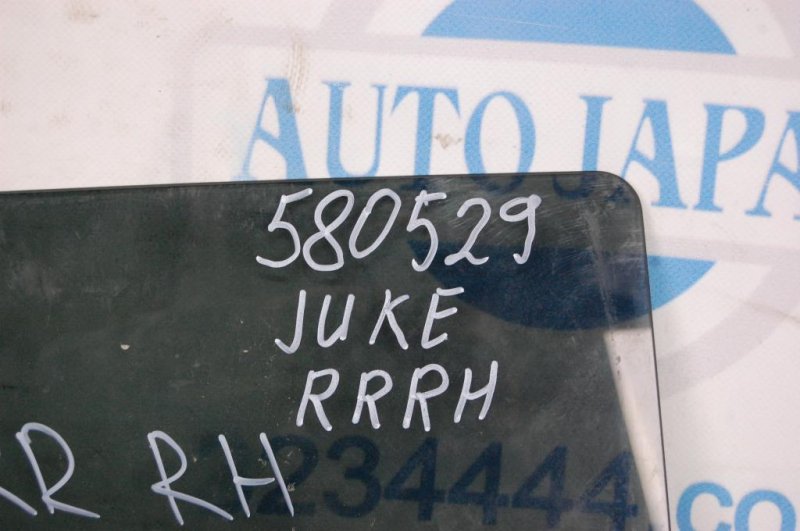 AUTO JAPA
580529
JUKE
RRRH
RR RH
234444
co